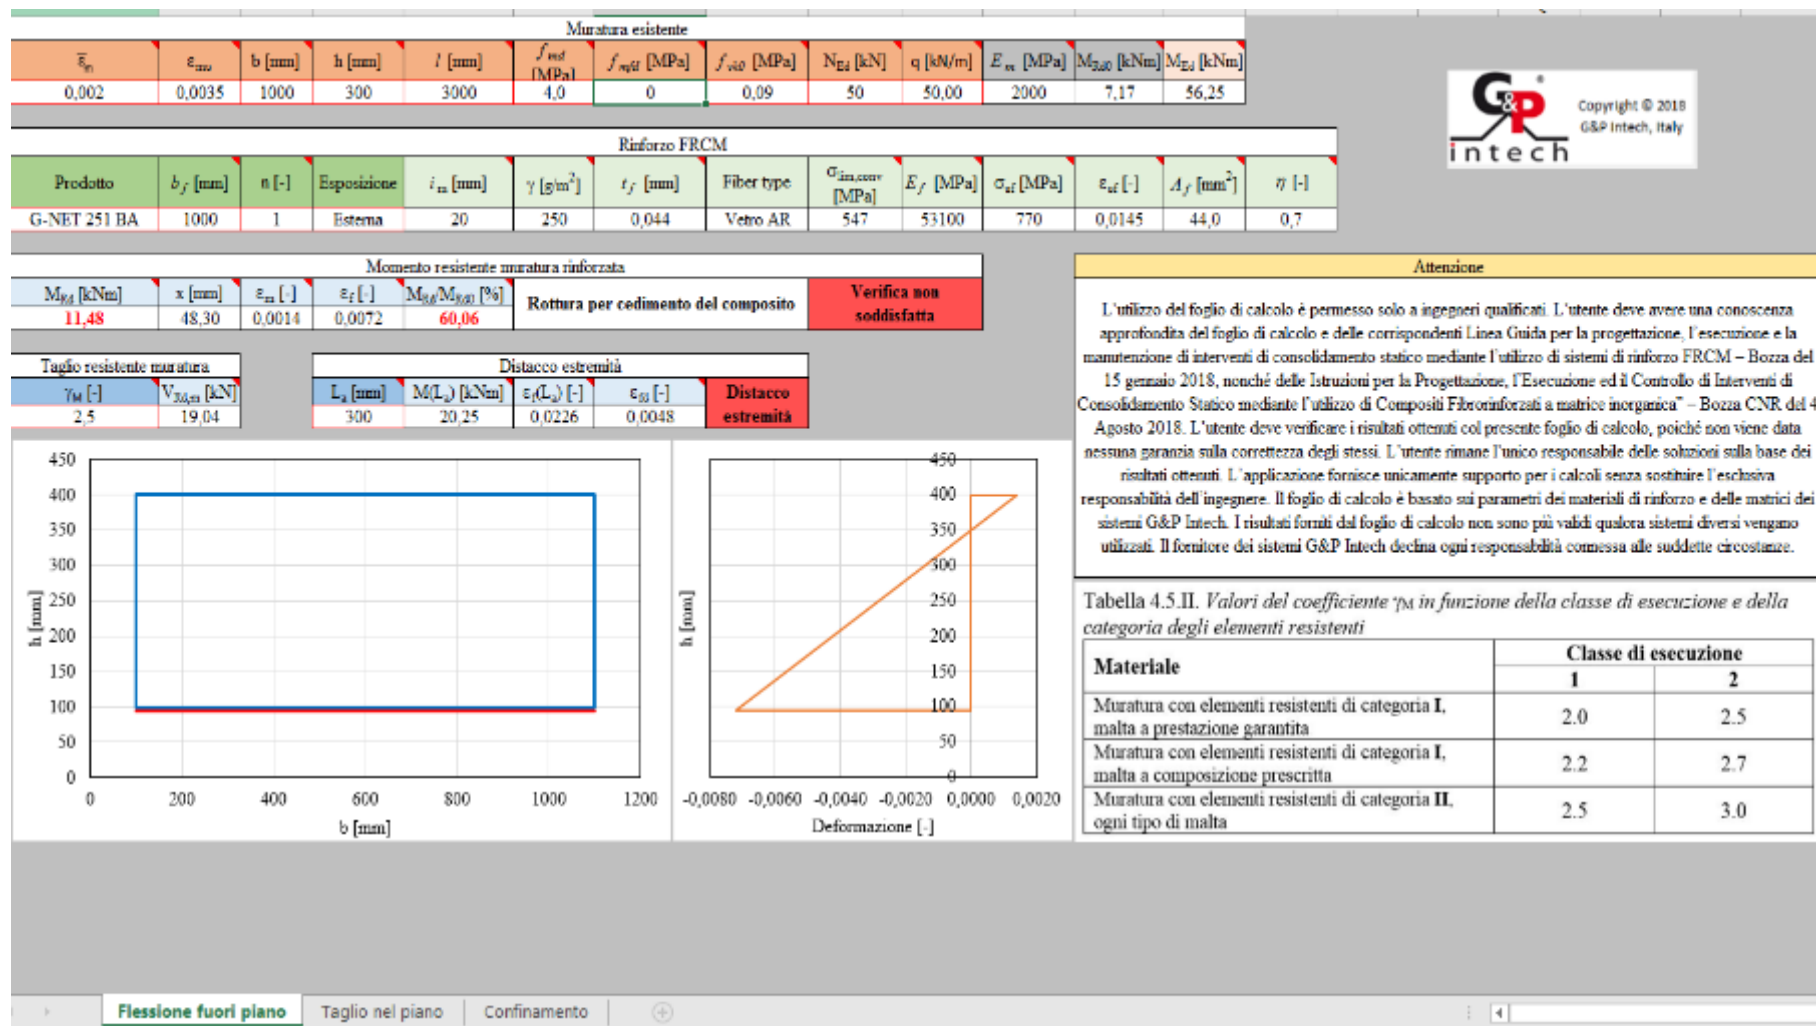 Muratura esistente
ε̅m εmu b [mm] h [mm] l [mm] fmd [MPa] fmfd [MPa] fvk0 [MPa] NEd [kN] q [kN/m] Em [MPa] MRd0 [kNm] MEd [kNm]
0,002 0,0035 1000 300 3000 4,0 0 0,09 50 50,00 2000 7,17 56,25
G&P intech
Copyright © 2018
G&P Intech, Italy
Rinforzo FRCM
Prodotto bf [mm] n [-] Esposizione im [mm] γ [g/m²] tf [mm] Fiber type σlim,conv [MPa] Ef [MPa] σuf [MPa] εuf [-] Af [mm²] η [-]
G-NET 251 BA 1000 1 Esterna 20 250 0,044 Vetro AR 547 53100 770 0,0145 44,0 0,7
Momento resistente muratura rinforzata
MRd [kNm] x [mm] εm [-] εf [-] MRd/MRd0 [%] Rottura per cedimento del composito Verifica non soddisfatta
11,48 48,30 0,0014 0,0072 60,06
Taglio resistente muratura
γM [-] VRd,m [kN]
2,5 19,04
Distacco estremità
La [mm] M(La) [kNm] εf(La) [-] Distacco estremità
300 20,25 0,0226 0,0048
Attenzione
L'utilizzo del foglio di calcolo è permesso solo a ingegneri qualificati. L'utente deve avere una conoscenza
approfondita del foglio di calcolo e delle corrispondenti Linea Guida per la progettazione, l'esecuzione e la
manutenzione di interventi di consolidamento statico mediante l'utilizzo di sistemi di rinforzo FRCM – Bozza del
15 gennaio 2018, nonché delle Istruzioni per la Progettazione, l'Esecuzione ed il Controllo di Interventi di
Consolidamento Statico mediante l'utilizzo di Compositi Fibrorinforzati a matrice inorganica" – Bozza CNR del 4
Agosto 2018. L'utente deve verificare i risultati ottenuti col presente foglio di calcolo, poiché non viene data
nessuna garanzia sulla correttezza degli stessi. L'utente rimane l'unico responsabile delle soluzioni sulla base dei
risultati ottenuti. L'applicazione fornisce unicamente supporto per i calcoli senza sostituire l'esclusiva
responsabilità dell'ingegnere. Il foglio di calcolo è basato sui parametri dei materiali di rinforzo e delle matrici dei
sistemi G&P Intech. I risultati forniti dal foglio di calcolo non sono più validi qualora sistemi diversi vengano
utilizzati. Il fornitore dei sistemi G&P Intech declina ogni responsabilità connessa alle suddette circostanze.
450
400
350
300
250
200
150
100
50
0
h [mm]
0 200 400 600 800 1000 1200
b [mm]
450
400
350
300
250
200
150
100
50
0
h [mm]
-0,0080 -0,0060 -0,0040 -0,0020 0,0000 0,0020
Deformazione [-]
Tabella 4.5.II. Valori del coefficiente γM in funzione della classe di esecuzione e della
categoria degli elementi resistenti
Materiale Classe di esecuzione
1 2
Muratura con elementi resistenti di categoria I,
malta a prestazione garantita 2.0 2.5
Muratura con elementi resistenti di categoria I,
malta a composizione prescritta 2.2 2.7
Muratura con elementi resistenti di categoria II,
ogni tipo di malta 2.5 3.0
Flessione fuori piano Taglio nel piano Confinamento